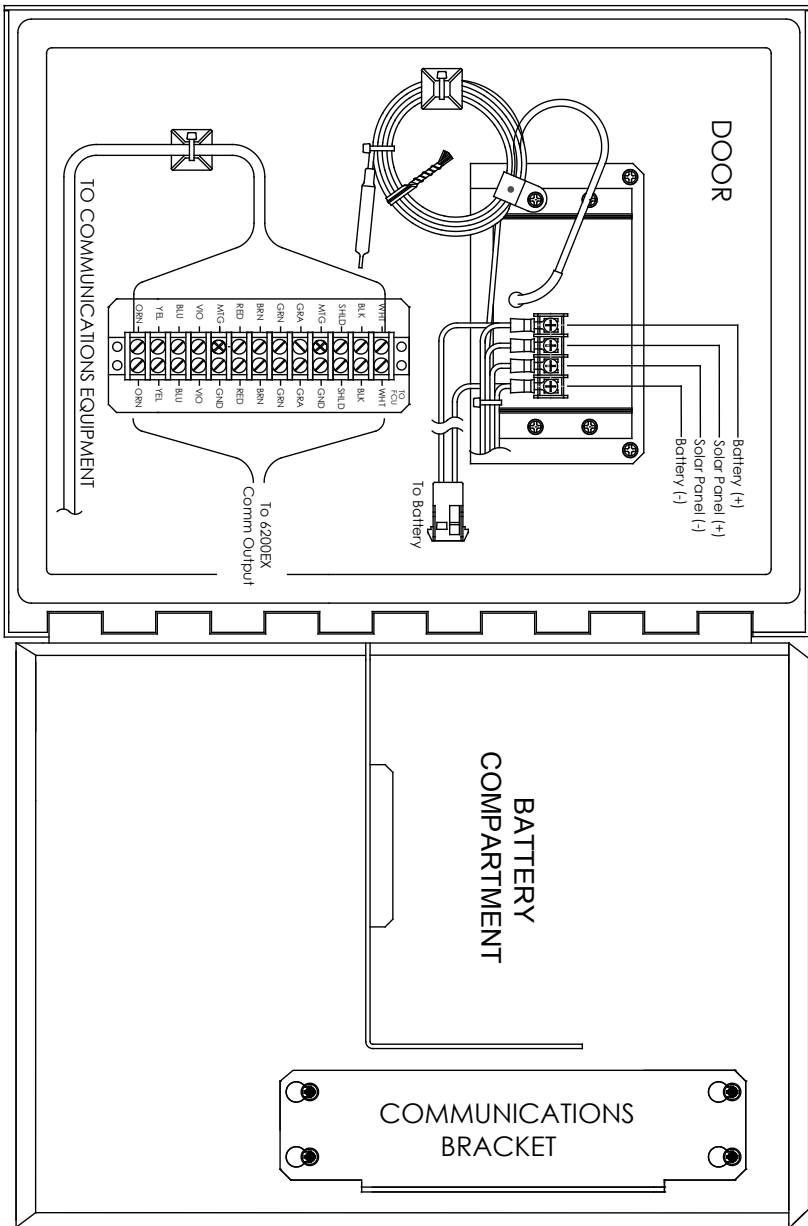 DOOR
Battery (+)
Solar Panel (+)
Solar Panel (-)
Battery (-)
To Battery
TO COMMUNICATIONS EQUIPMENT
WHT
BLK
SHLD
MTG
GRA
GRN
BRN
RED
MTG
VIO
BLU
YEL
ORN
TO
FCU
WHT
BLK
SHLD
GND
GRA
GRN
BRN
RED
GND
VIO
BLU
YEL
ORN
To 6200EX
Comm Output
BATTERY
COMPARTMENT
COMMUNICATIONS
BRACKET